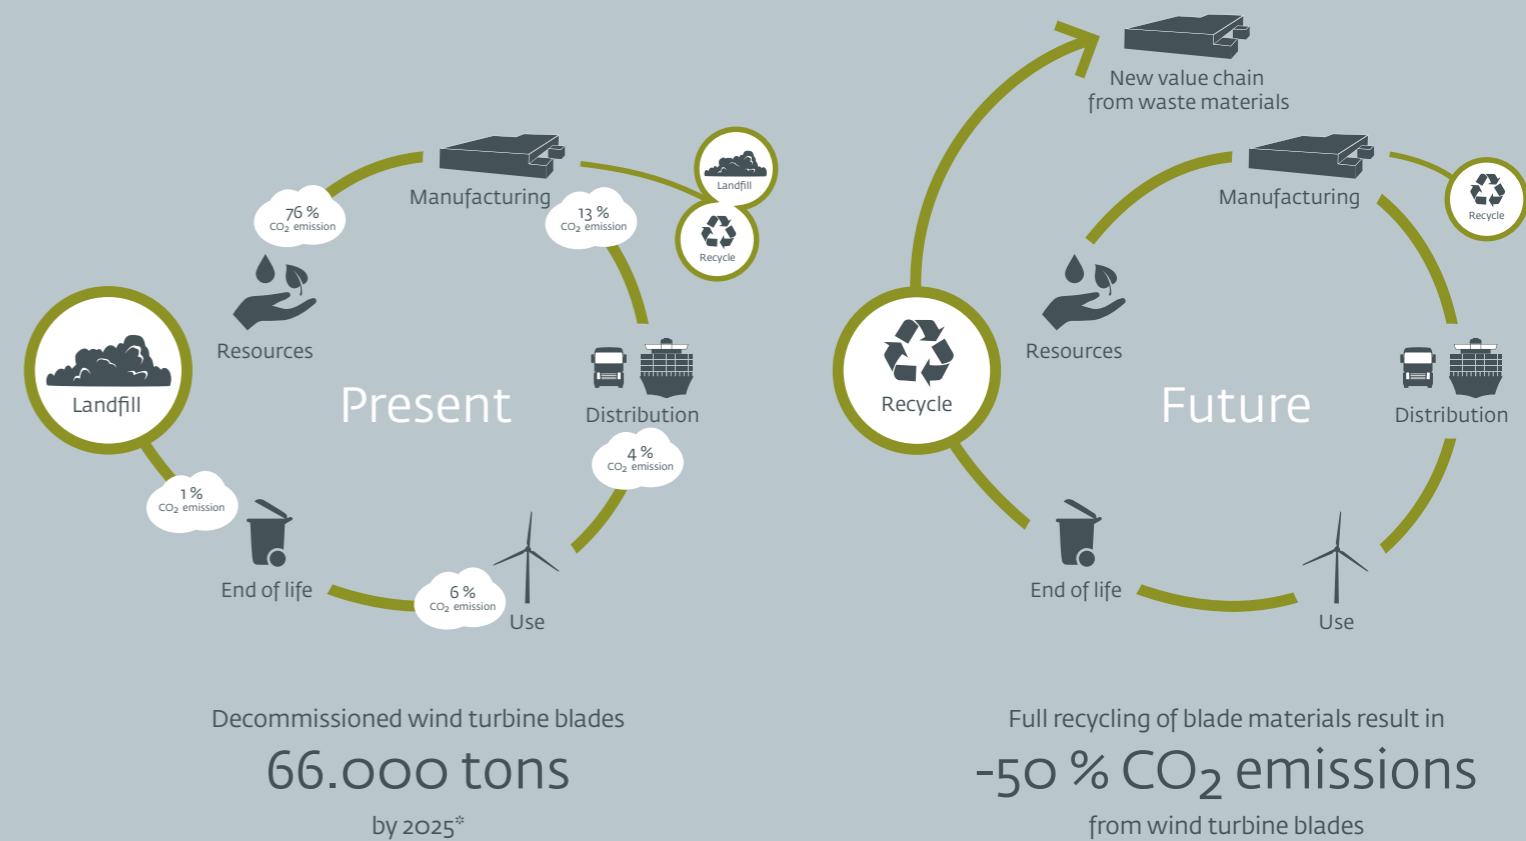 76 %
CO₂ emission
Manufacturing
13 %
CO₂ emission
Landfill
Recycle
Resources
Landfill
Present
Distribution
4 %
CO₂ emission
1 %
CO₂ emission
End of life
6 %
CO₂ emission
Use
Decommissioned wind turbine blades
66.000 tons
by 2025*
New value chain
from waste materials
Manufacturing
Recycle
Resources
Recycle
Future
Distribution
End of life
Use
Full recycling of blade materials result in
-50 % CO₂ emissions
from wind turbine blades